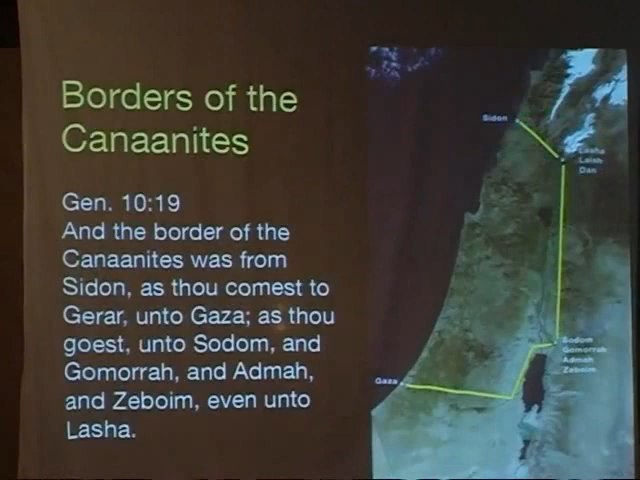 Borders of the
Canaanites
Gen. 10:19
And the border of the
Canaanites was from
Sidon, as thou comest to
Gerar, unto Gaza; as thou
goest, unto Sodom, and
Gomorrah, and Admah,
and Zeboim, even unto
Lasha.
Sidon
Lasha
Laish
Dan
Sodom
Gomorrah
Admah
Zeboim
Gaza